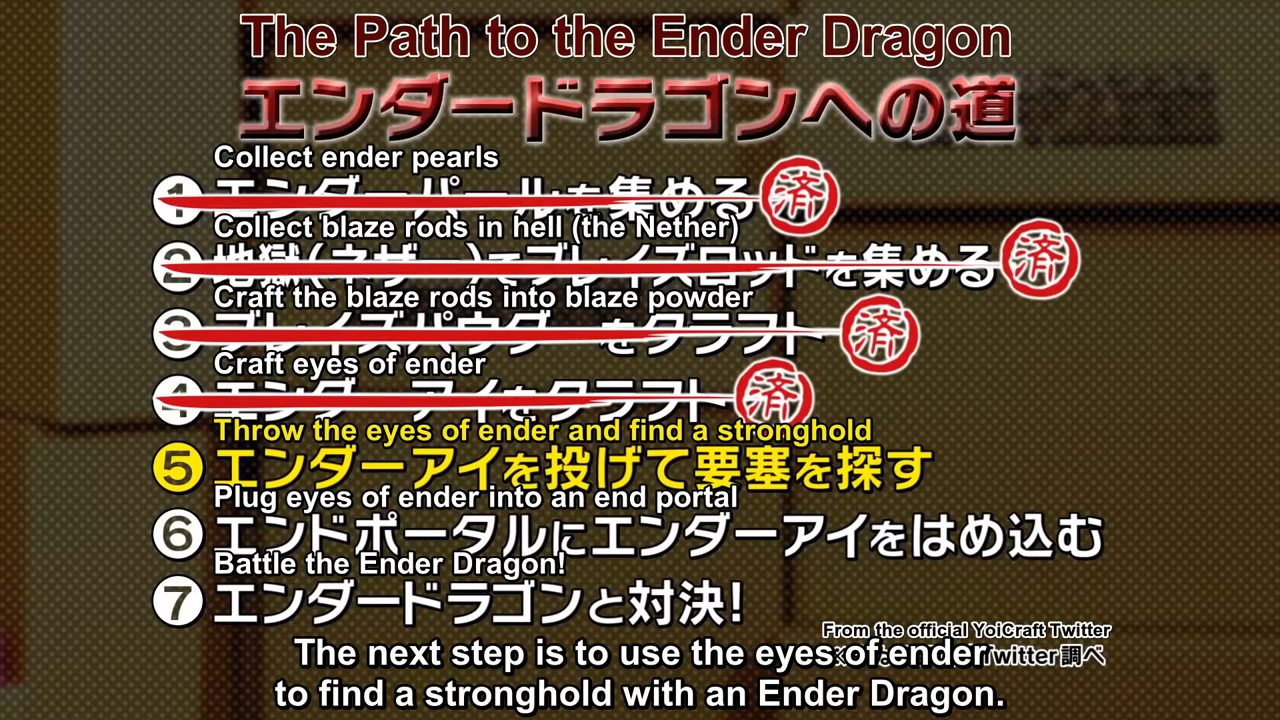 The Path to the Ender Dragon
エンダードラゴンへの道
Collect ender pearls
1 エンダーパールを集める 済
Collect blaze rods in hell (the Nether)
2 地獄(ネザー)でブレイズロッドを集める 済
Craft the blaze rods into blaze powder
3 ブレイズパウダーをクラフト 済
Craft eyes of ender
4 エンダーアイをクラフト 済
Throw the eyes of ender and find a stronghold
5 エンダーアイを投げて要塞を探す
Plug eyes of ender into an end portal
6 エンドポータルにエンダーアイをはめ込む
Battle the Ender Dragon!
7 エンダードラゴンと対決!
From the official YoiCraft Twitter
Twitter調べ
The next step is to use the eyes of ender
to find a stronghold with an Ender Dragon.